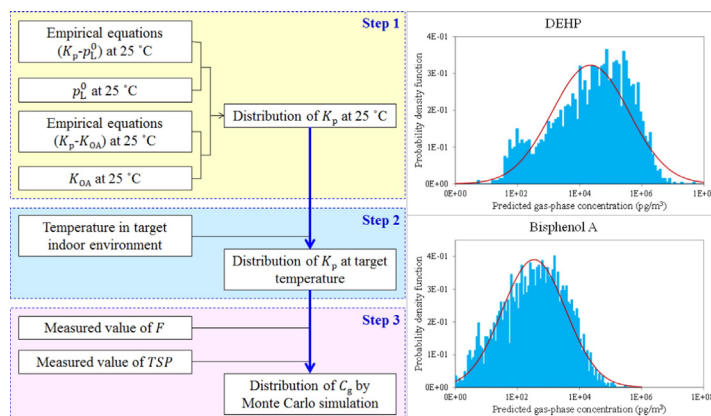 Step 1
Empirical equations
(Kp-p⁰L) at 25 ˚C
p⁰L at 25 ˚C
Empirical equations
(Kp-KOA) at 25 ˚C
KOA at 25 ˚C
Distribution of Kp at 25 ˚C
Step 2
Temperature in target
indoor environment
Distribution of Kp at target
temperature
Step 3
Measured value of F
Measured value of TSP
Distribution of Cg by
Monte Carlo simulation
DEHP
Probability density function
4E-01
3E-01
2E-01
1E-01
0E+00
0E+00 1E+02 1E+04 1E+06 1E+08
Predicted gas-phase concentration (pg/m³)
Bisphenol A
Probability density function
4E-01
3E-01
2E-01
1E-01
0E+00
0E+00 1E+02 1E+04 1E+06 1E+08
Predicted gas-phase concentration (pg/m³)